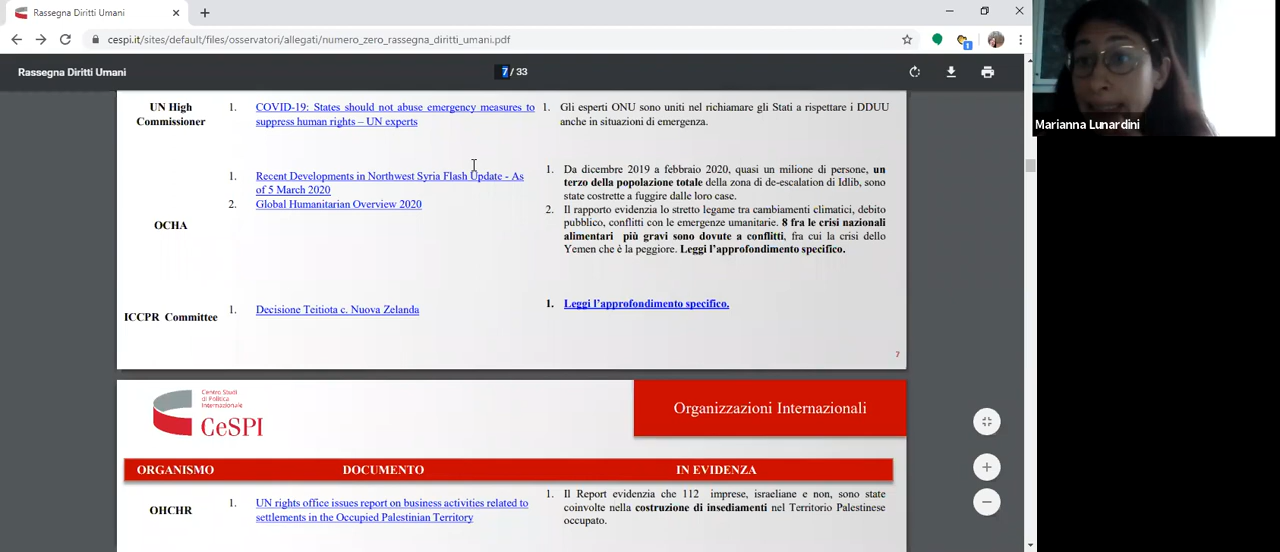 Rassegna Diritti Umani
cespi.it/sites/default/files/osservatori/allegati/numero_zero_rassegna_diritti_umani.pdf
Rassegna Diritti Umani
7 / 33
Marianna Lunardini
UN High
Commissioner
1. COVID-19: States should not abuse emergency measures to
suppress human rights – UN experts
1. Gli esperti ONU sono uniti nel richiamare gli Stati a rispettare i DDUU
anche in situazioni di emergenza.
OCHA
1. Recent Developments in Northwest Syria Flash Update - As
of 5 March 2020
2. Global Humanitarian Overview 2020
1. Da dicembre 2019 a febbraio 2020, quasi un milione di persone, un
terzo della popolazione totale della zona di de-escalation di Idlib, sono
state costrette a fuggire dalle loro case.
2. Il rapporto evidenzia lo stretto legame tra cambiamenti climatici, debito
pubblico, conflitti con le emergenze umanitarie. 8 fra le crisi nazionali
alimentari più gravi sono dovute a conflitti, fra cui la crisi dello
Yemen che è la peggiore. Leggi l'approfondimento specifico.
ICCPR Committee
1. Decisione Teitiota c. Nuova Zelanda
1. Leggi l'approfondimento specifico.
7
Centro Studi
di Politica
Internazionale
CeSPI
Organizzazioni Internazionali
ORGANISMO DOCUMENTO IN EVIDENZA
OHCHR
1. UN rights office issues report on business activities related to
settlements in the Occupied Palestinian Territory
1. Il Report evidenzia che 112 imprese, israeliane e non, sono state
coinvolte nella costruzione di insediamenti nel Territorio Palestinese
occupato.